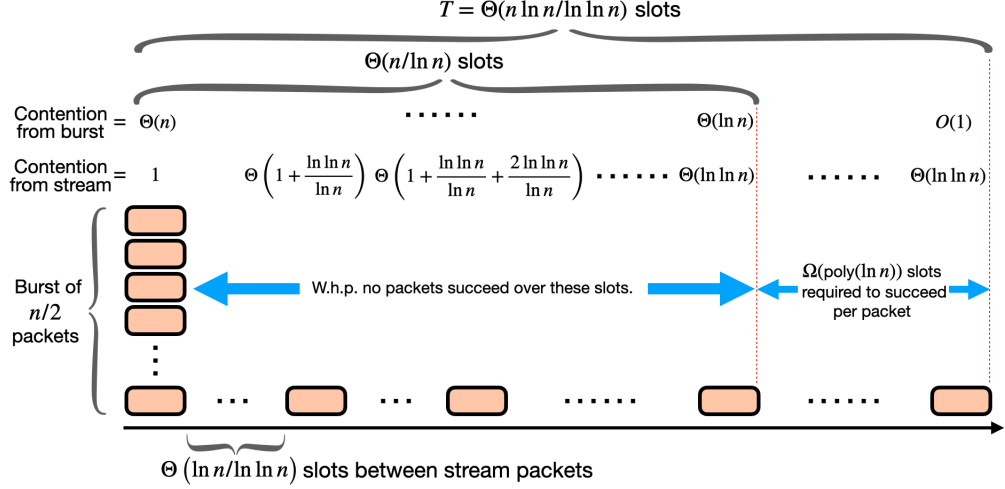 T = Θ(n ln n/ln ln n) slots
Θ(n/ln n) slots
Contention
from burst = Θ(n) ...... Θ(ln n) O(1)
Contention
from stream = 1 Θ(1 + ln ln n/ln n) Θ(1 + ln ln n/ln n + 2 ln ln n/ln n) ...... Θ(ln ln n) ...... Θ(ln ln n)
Burst of
n/2
packets
W.h.p. no packets succeed over these slots.
Ω(poly(ln n)) slots
required to succeed
per packet
... ... ...... ......
Θ (ln n/ln ln n) slots between stream packets